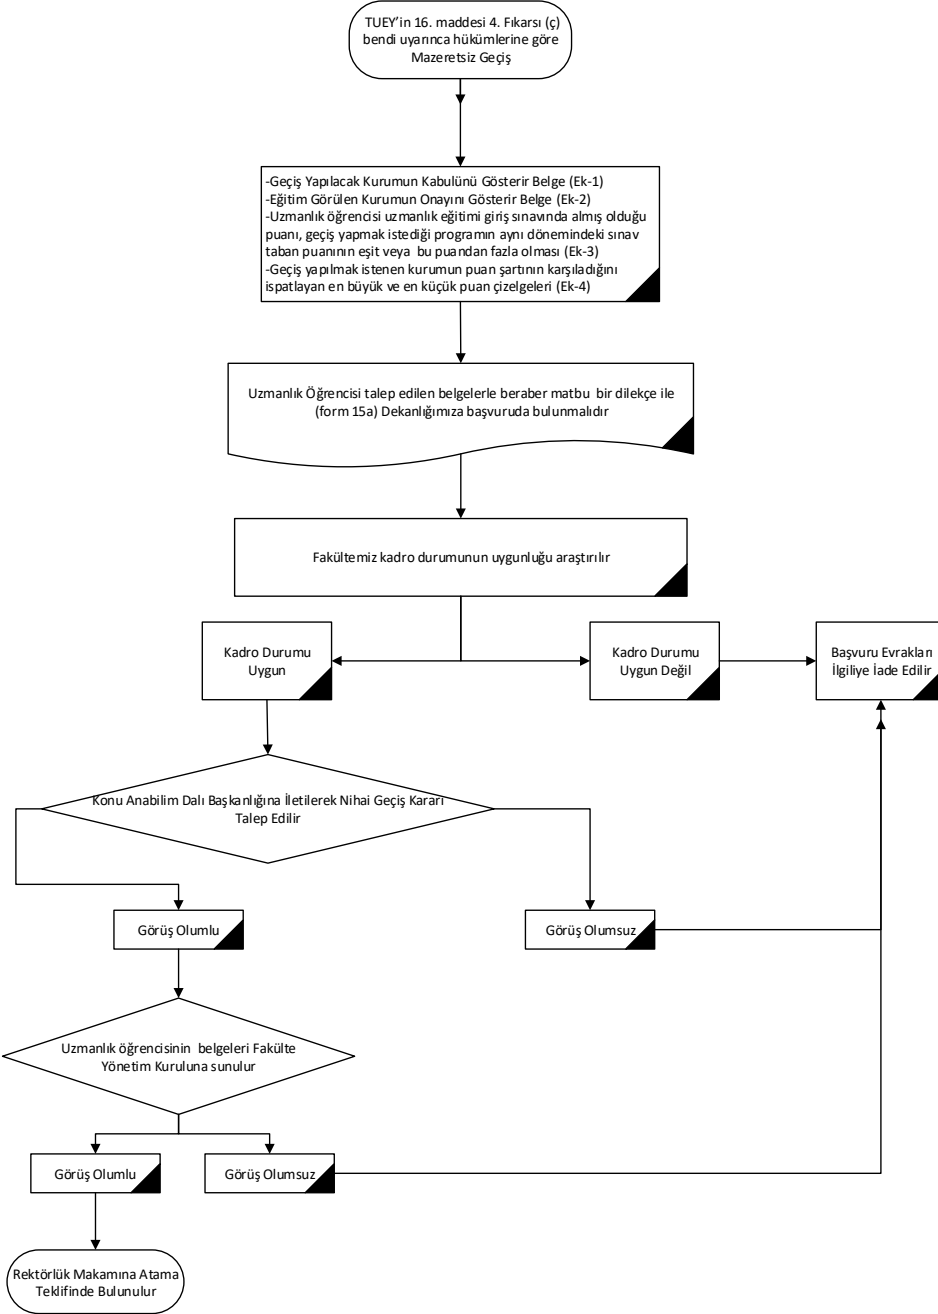 TUEY’in 16. maddesi 4. Fıkarsı (ç)
bendi uyarınca hükümlerine göre
Mazeretsiz Geçiş
-Geçiş Yapılacak Kurumun Kabulünü Gösterir Belge (Ek-1)
-Eğitim Görülen Kurumun Onayını Gösterir Belge (Ek-2)
-Uzmanlık öğrencisi uzmanlık eğitimi giriş sınavında almış olduğu
puanı, geçiş yapmak istediği programın aynı dönemindeki sınav
taban puanının eşit veya bu puandan fazla olması (Ek-3)
-Geçiş yapılmak istenen kurumun puan şartının karşıladığını
ispatlayan en büyük ve en küçük puan çizelgeleri (Ek-4)
Uzmanlık Öğrencisi talep edilen belgelerle beraber matbu bir dilekçe ile
(form 15a) Dekanlığımıza başvuruda bulunmalıdır
Fakültemiz kadro durumunun uygunluğu araştırılır
Kadro Durumu
Uygun
Kadro Durumu
Uygun Değil
Başvuru Evrakları
İlgiliye İade Edilir
Konu Anabilim Dalı Başkanlığına İletilerek Nihai Geçiş Kararı
Talep Edilir
Görüş Olumlu
Görüş Olumsuz
Uzmanlık öğrencisinin belgeleri Fakülte
Yönetim Kuruluna sunulur
Görüş Olumlu
Görüş Olumsuz
Rektörlük Makamına Atama
Teklifinde Bulunulur